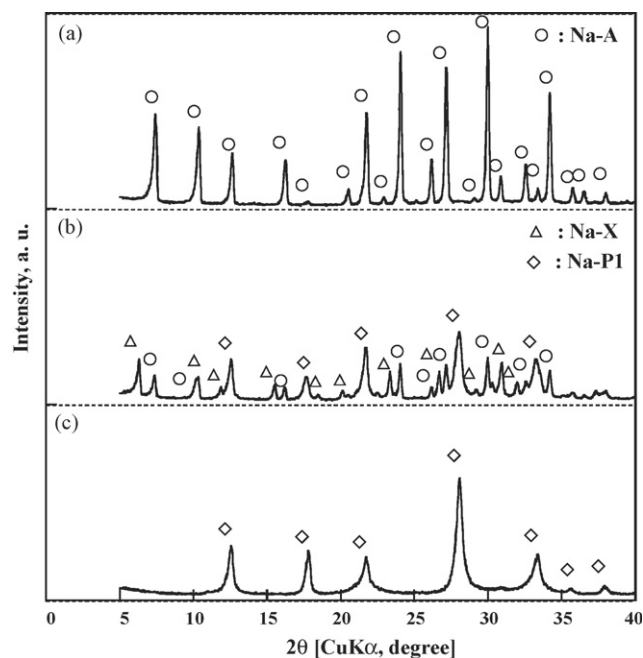 (a)
○ : Na-A
(b)
△ : Na-X
◇ : Na-P1
(c)
Intensity, a. u.
0 5 10 15 20 25 30 35 40
2θ [CuKα, degree]